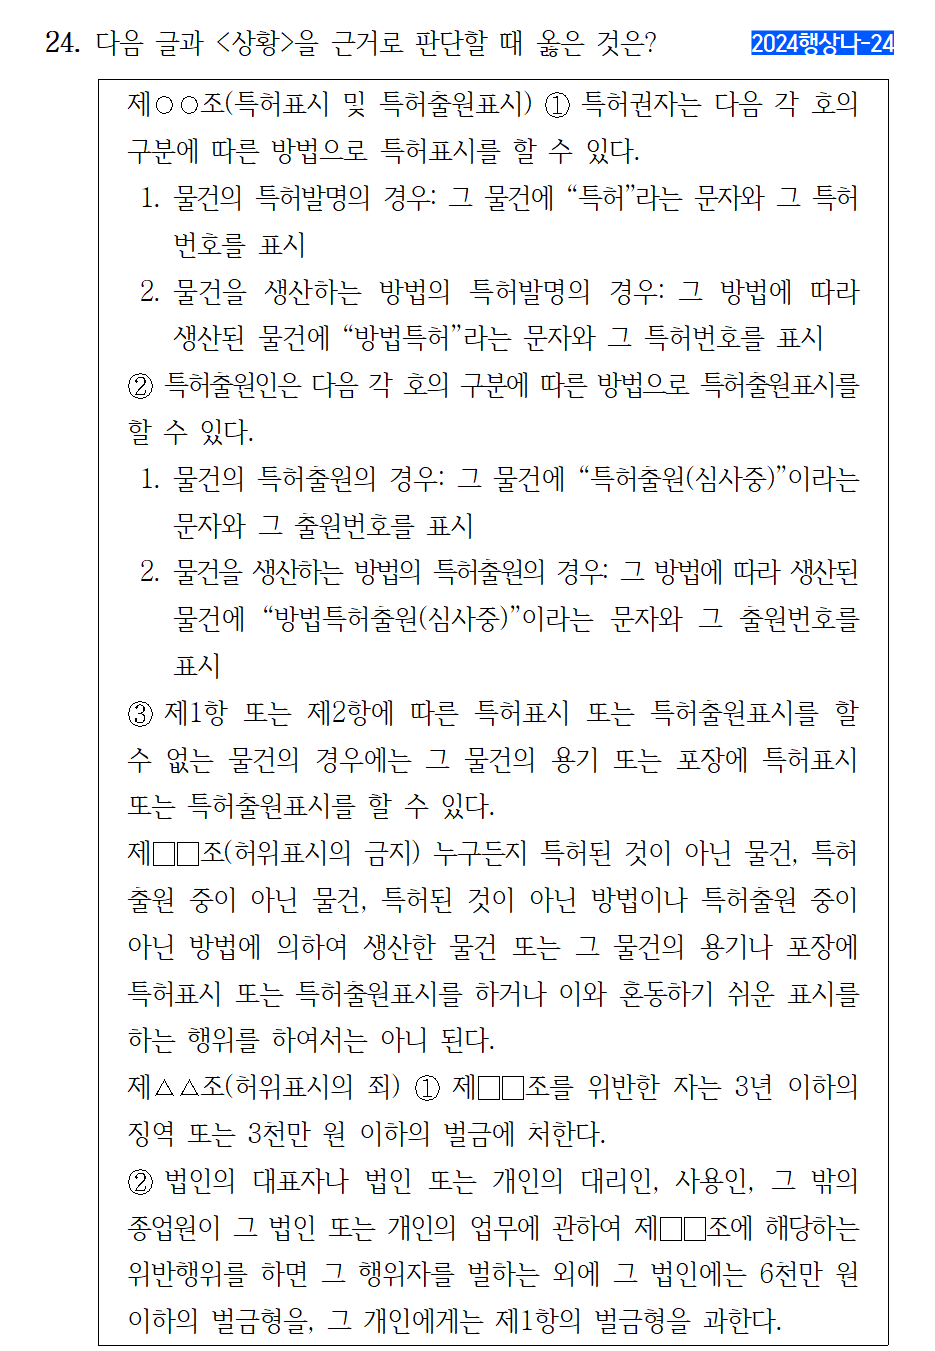 24. 다음 글과 <상황>을 근거로 판단할 때 옳은 것은?
2024행상나-24
제○○조(특허표시 및 특허출원표시) ① 특허권자는 다음 각 호의
구분에 따른 방법으로 특허표시를 할 수 있다.
1. 물건의 특허발명의 경우: 그 물건에 “특허”라는 문자와 그 특허
번호를 표시
2. 물건을 생산하는 방법의 특허발명의 경우: 그 방법에 따라
생산된 물건에 “방법특허”라는 문자와 그 특허번호를 표시
② 특허출원인은 다음 각 호의 구분에 따른 방법으로 특허출원표시를
할 수 있다.
1. 물건의 특허출원의 경우: 그 물건에 “특허출원(심사중)”이라는
문자와 그 출원번호를 표시
2. 물건을 생산하는 방법의 특허출원의 경우: 그 방법에 따라 생산된
물건에 “방법특허출원(심사중)”이라는 문자와 그 출원번호를
표시
③ 제1항 또는 제2항에 따른 특허표시 또는 특허출원표시를 할
수 없는 물건의 경우에는 그 물건의 용기 또는 포장에 특허표시
또는 특허출원표시를 할 수 있다.
제□□조(허위표시의 금지) 누구든지 특허된 것이 아닌 물건, 특허
출원 중이 아닌 물건, 특허된 것이 아닌 방법이나 특허출원 중이
아닌 방법에 의하여 생산한 물건 또는 그 물건의 용기나 포장에
특허표시 또는 특허출원표시를 하거나 이와 혼동하기 쉬운 표시를
하는 행위를 하여서는 아니 된다.
제△△조(허위표시의 죄) ① 제□□조를 위반한 자는 3년 이하의
징역 또는 3천만 원 이하의 벌금에 처한다.
② 법인의 대표자나 법인 또는 개인의 대리인, 사용인, 그 밖의
종업원이 그 법인 또는 개인의 업무에 관하여 제□□조에 해당하는
위반행위를 하면 그 행위자를 벌하는 외에 그 법인에는 6천만 원
이하의 벌금형을, 그 개인에게는 제1항의 벌금형을 과한다.